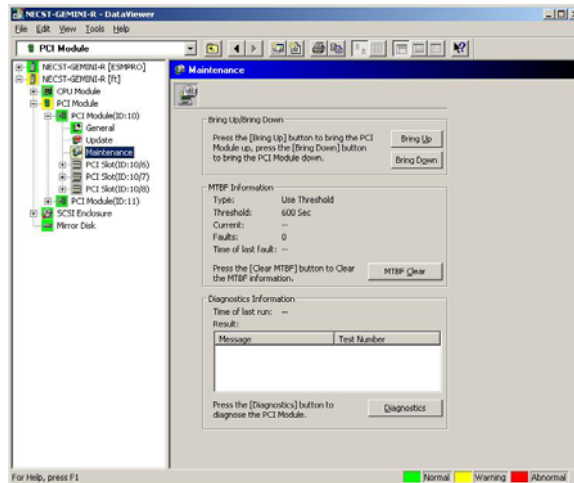 NECST-GEMINI-R - DataViewer
File Edit View Tools Help
PCI Module
NECST-GEMINI-R [ESMPRO]
NECST-GEMINI-R [ft]
CPU Module
PCI Module
PCI Module(ID:10)
General
Update
Maintenance
PCI Slot(ID:10/6)
PCI Slot(ID:10/7)
PCI Slot(ID:10/8)
PCI Module(ID:11)
SCSI Enclosure
Mirror Disk
Maintenance
Bring Up/Bring Down
Press the [Bring Up] button to bring the PCI
Module up, press the [Bring Down] button
to bring the PCI Module down.
Bring Up
Bring Down
MTBF Information
Type: Use Threshold
Threshold: 600 Sec
Current: --
Faults: 0
Time of last fault: --
Press the [Clear MTBF] button to Clear
the MTBF information.
MTBF Clear
Diagnostics Information
Time of last run: --
Result:
Message Test Number
Press the [Diagnostics] button to
diagnose the PCI Module.
Diagnostics
For Help, press F1
Normal Warning Abnormal